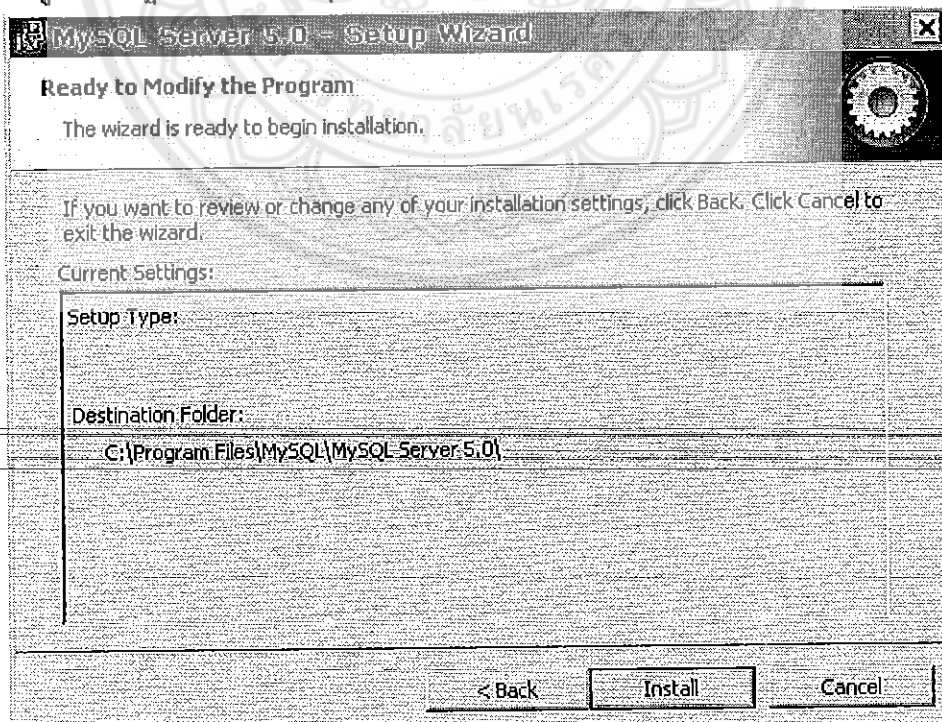 MySQL Server 5.0 - Setup Wizard
Ready to Modify the Program
The wizard is ready to begin installation.
If you want to review or change any of your installation settings, click Back. Click Cancel to
exit the wizard.
Current Settings:
Setup Type:
Destination Folder:
C:\Program Files\MySQL\MySQL Server 5.0\
< Back
Install
Cancel